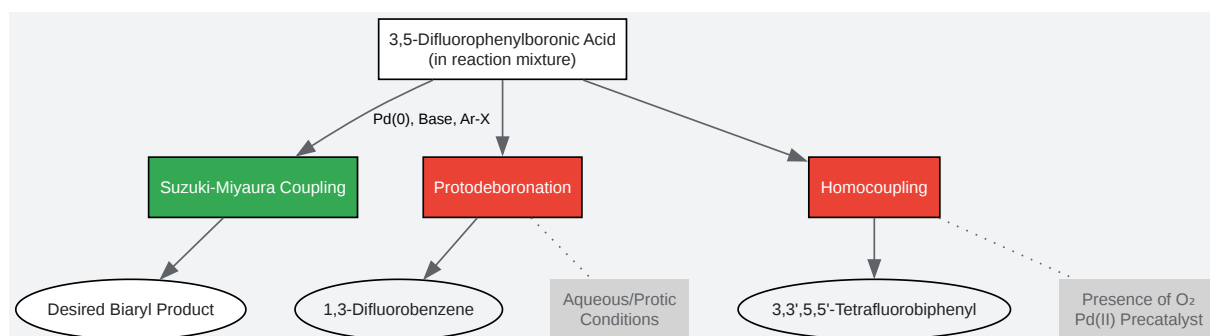 3,5-Difluorophenylboronic Acid
(in reaction mixture)
Pd(0), Base, Ar-X
Suzuki-Miyaura Coupling
Protodeboronation
Homocoupling
Desired Biaryl Product
1,3-Difluorobenzene
Aqueous/Protic
Conditions
3,3',5,5'-Tetrafluorobiphenyl
Presence of O₂
Pd(II) Precatalyst